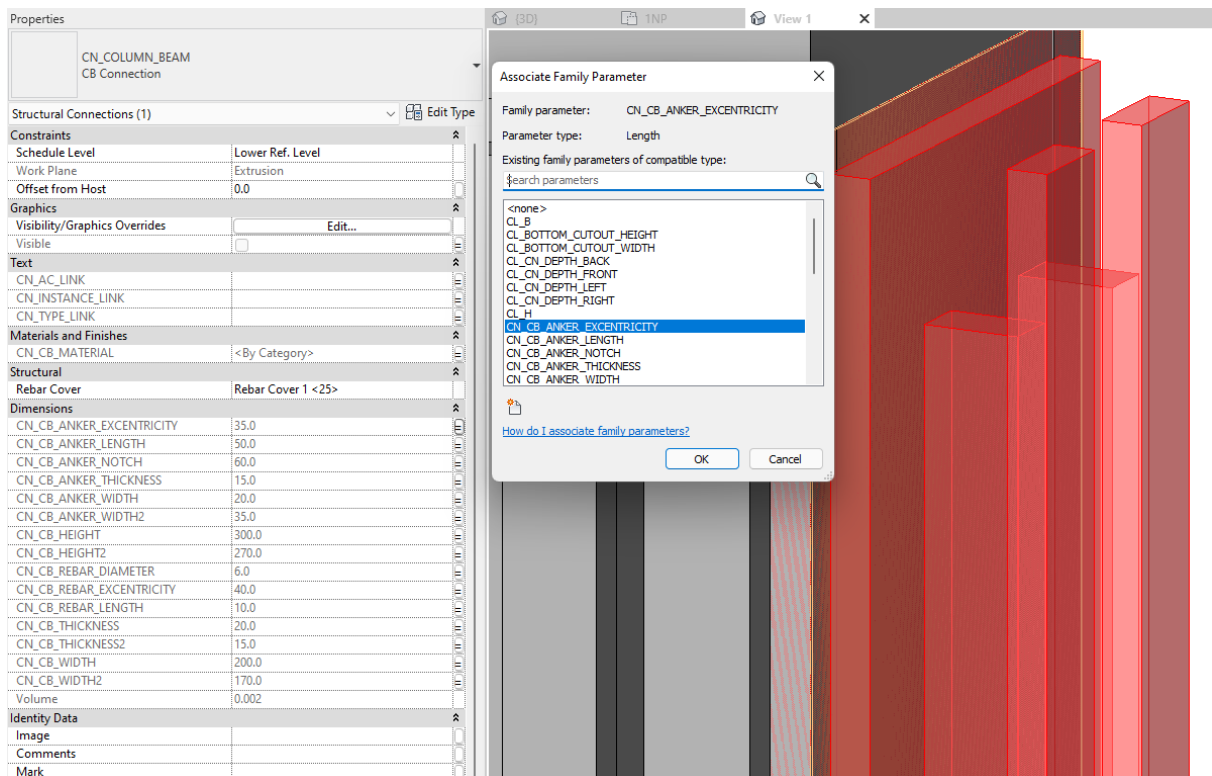 Properties
{3D}
1NP
View 1
CN_COLUMN_BEAM
CB Connection
Structural Connections (1)
Edit Type
Constraints
Schedule Level Lower Ref. Level
Work Plane Extrusion
Offset from Host 0.0
Graphics
Visibility/Graphics Overrides Edit...
Visible
Text
CN_AC_LINK
CN_INSTANCE_LINK
CN_TYPE_LINK
Materials and Finishes
CN_CB_MATERIAL <By Category>
Structural
Rebar Cover Rebar Cover 1 <25>
Dimensions
CN_CB_ANKER_EXCENTRICITY 35.0
CN_CB_ANKER_LENGTH 50.0
CN_CB_ANKER_NOTCH 60.0
CN_CB_ANKER_THICKNESS 15.0
CN_CB_ANKER_WIDTH 20.0
CN_CB_ANKER_WIDTH2 35.0
CN_CB_HEIGHT 300.0
CN_CB_HEIGHT2 270.0
CN_CB_REBAR_DIAMETER 6.0
CN_CB_REBAR_EXCENTRICITY 40.0
CN_CB_REBAR_LENGTH 10.0
CN_CB_THICKNESS 20.0
CN_CB_THICKNESS2 15.0
CN_CB_WIDTH 200.0
CN_CB_WIDTH2 170.0
Volume 0.002
Identity Data
Image
Comments
Mark
Associate Family Parameter
Family parameter: CN_CB_ANKER_EXCENTRICITY
Parameter type: Length
Existing family parameters of compatible type:
Search parameters
<none>
CL_B
CL_BOTTOM_CUTOUT_HEIGHT
CL_BOTTOM_CUTOUT_WIDTH
CL_CN_DEPTH_BACK
CL_CN_DEPTH_FRONT
CL_CN_DEPTH_LEFT
CL_CN_DEPTH_RIGHT
CL_H
CN_CB_ANKER_EXCENTRICITY
CN_CB_ANKER_LENGTH
CN_CB_ANKER_NOTCH
CN_CB_ANKER_THICKNESS
CN_CB_ANKER_WIDTH
How do I associate family parameters?
OK
Cancel